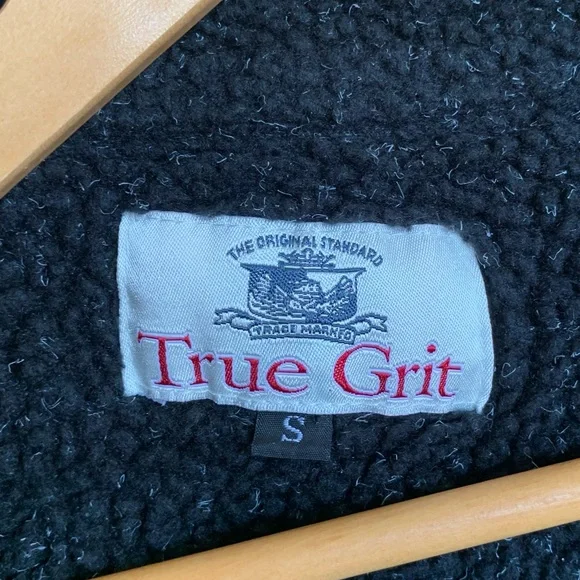 THE ORIGINAL STANDARD
TRADE MARKED
True Grit
S